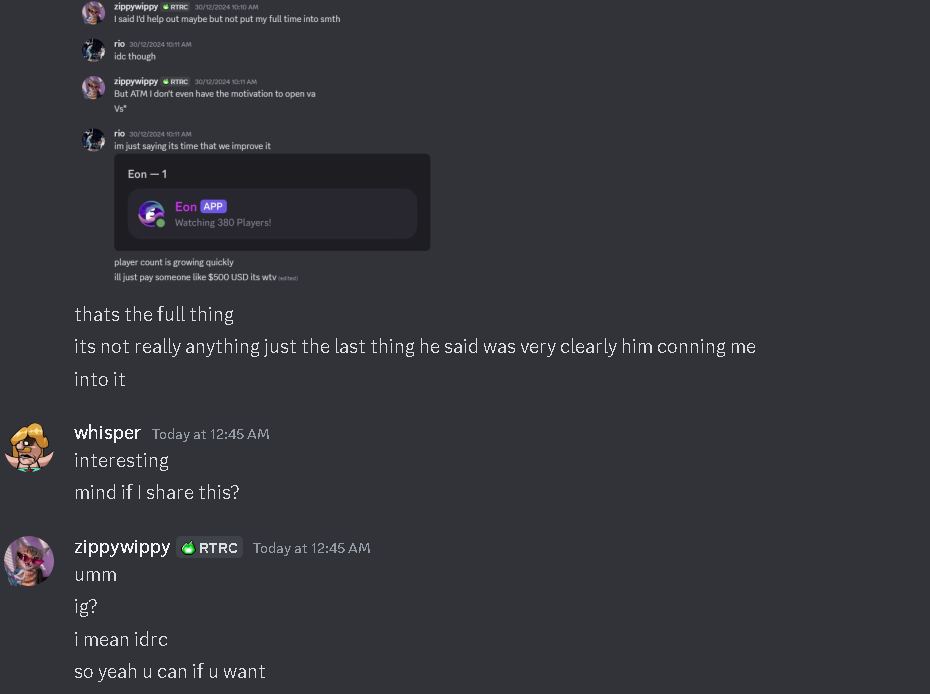 zippywippy RTRC 30/12/2024 10:10 AM
I said I'd help out maybe but not put my full time into smth
rio 30/12/2024 10:11 AM
idc though
zippywippy RTRC 30/12/2024 10:11 AM
But ATM I don't even have the motivation to open va
Vs*
rio 30/12/2024 10:11 AM
im just saying its time that we improve it
Eon — 1
Eon APP
Watching 380 Players!
player count is growing quickly
ill just pay someone like $500 USD its wtv (edited)
thats the full thing
its not really anything just the last thing he said was very clearly him conning me
into it
whisper Today at 12:45 AM
interesting
mind if I share this?
zippywippy RTRC Today at 12:45 AM
umm
ig?
i mean idrc
so yeah u can if u want